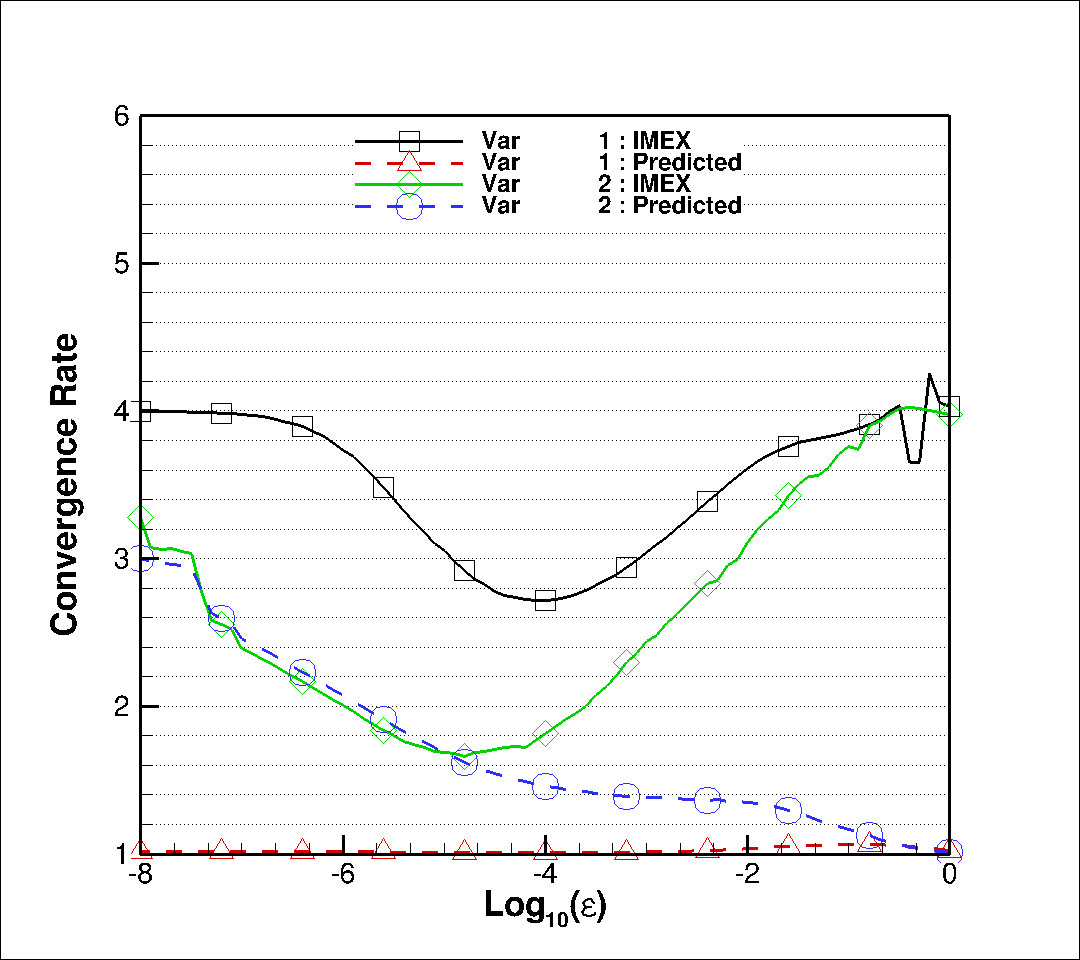 6
5
4
3
2
1
Convergence Rate
Var 1 : IMEX
Var 1 : Predicted
Var 2 : IMEX
Var 2 : Predicted
-8 -6 -4 -2 0
Log10(ε)